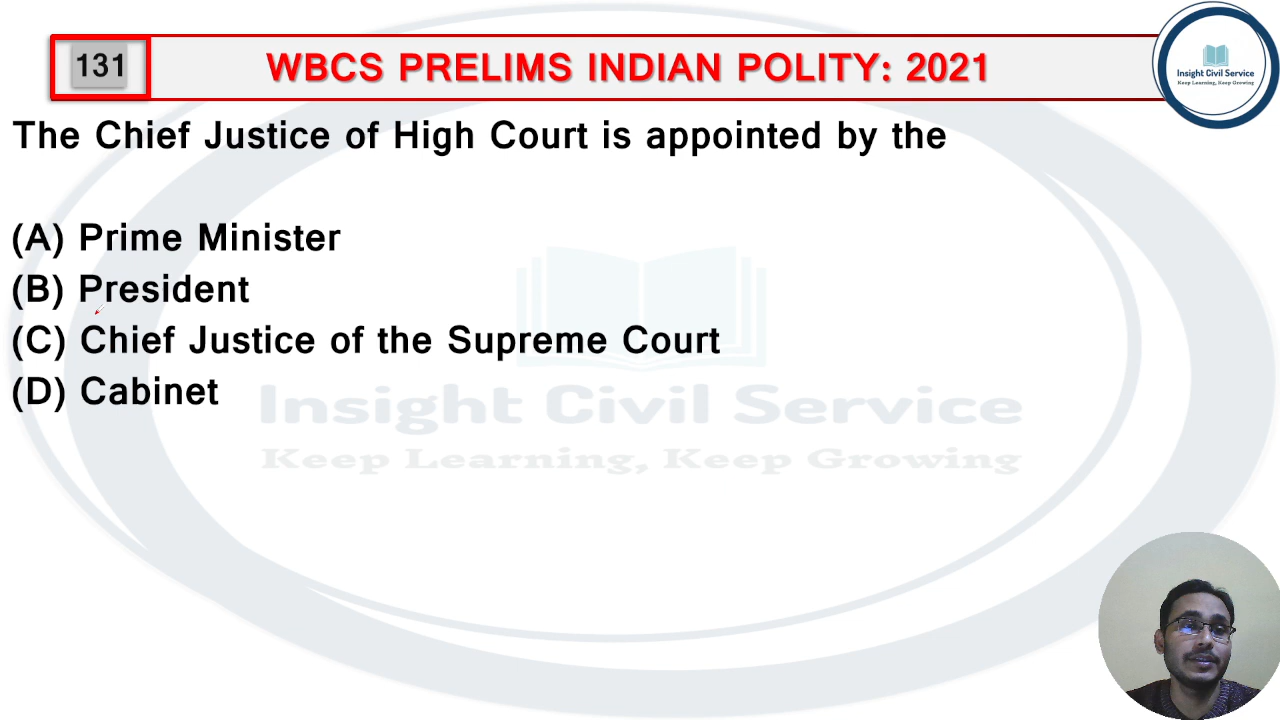 131
WBCS PRELIMS INDIAN POLITY: 2021
Insight Civil Service
Keep Learning, Keep Growing
The Chief Justice of High Court is appointed by the
(A) Prime Minister
(B) President
(C) Chief Justice of the Supreme Court
(D) Cabinet
Insight Civil Service
Keep Learning, Keep Growing